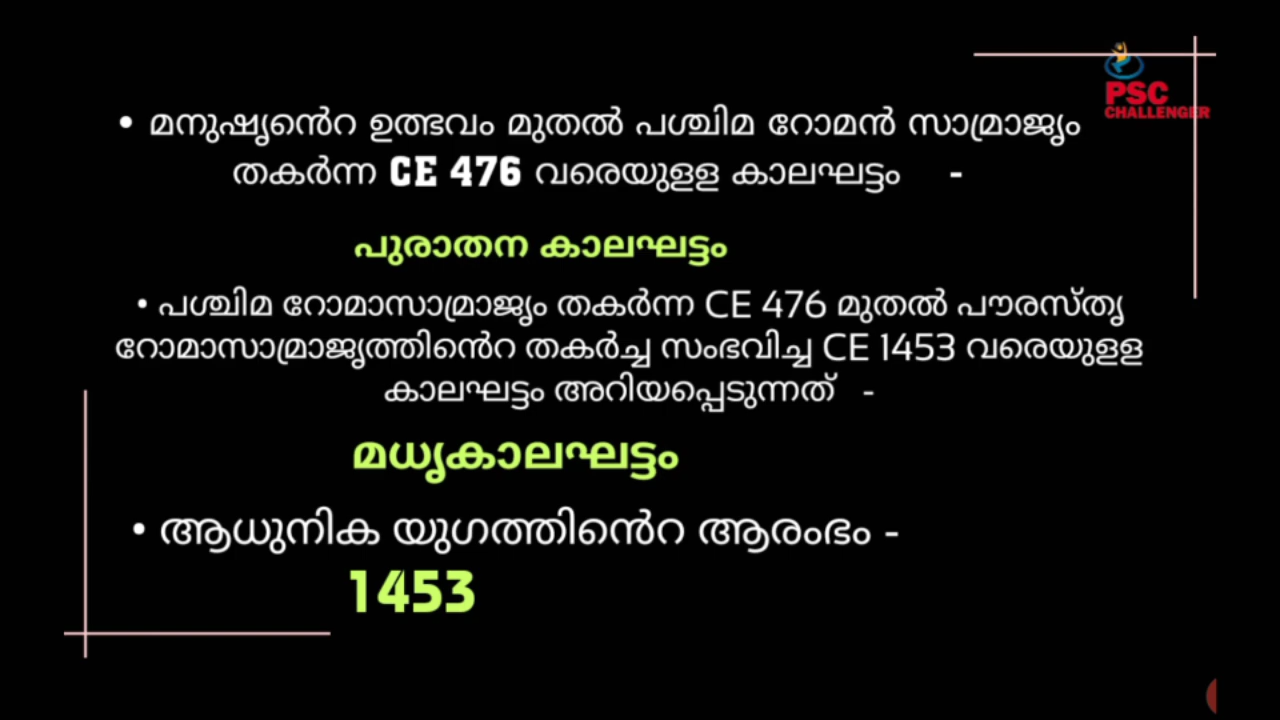 PSC
CHALLENGER
• മനുഷ്യൻെറ ഉത്ഭവം മുതൽ പശ്ചിമ റോമൻ സാമ്രാജ്യം
തകർന്ന CE 476 വരെയുളള കാലഘട്ടം -
പുരാതന കാലഘട്ടം
• പശ്ചിമ റോമാസാമ്രാജ്യം തകർന്ന CE 476 മുതൽ പൗരസ്ത്യ
റോമാസാമ്രാജ്യത്തിൻെറ തകർച്ച സംഭവിച്ച CE 1453 വരെയുളള
കാലഘട്ടം അറിയപ്പെടുന്നത് -
മധ്യകാലഘട്ടം
• ആധുനിക യുഗത്തിൻെറ ആരംഭം -
1453